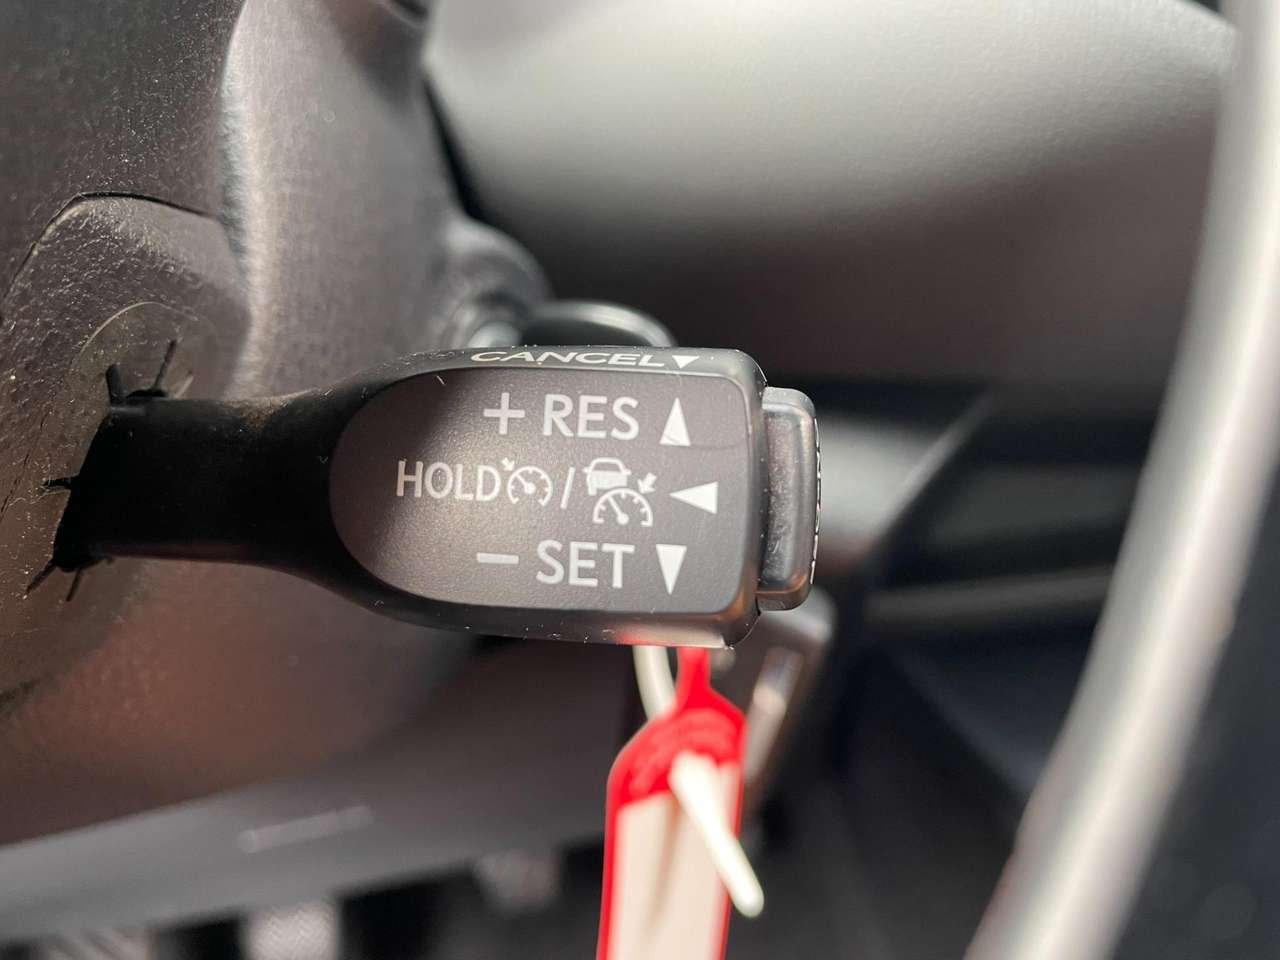 CANCEL▼
+ RES ▲
HOLD / ◀
− SET ▼